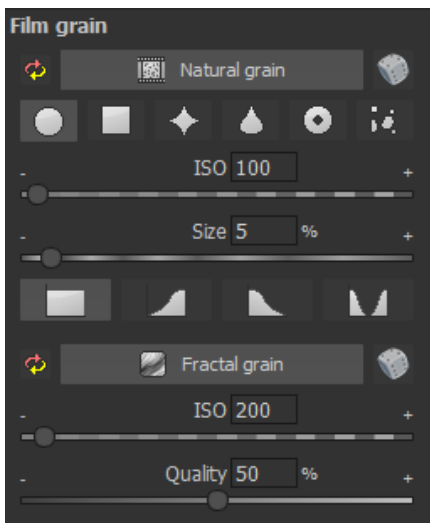 Film grain
Natural grain
ISO 100
- +
Size 5 %
- +
Fractal grain
ISO 200
- +
Quality 50 %
- +